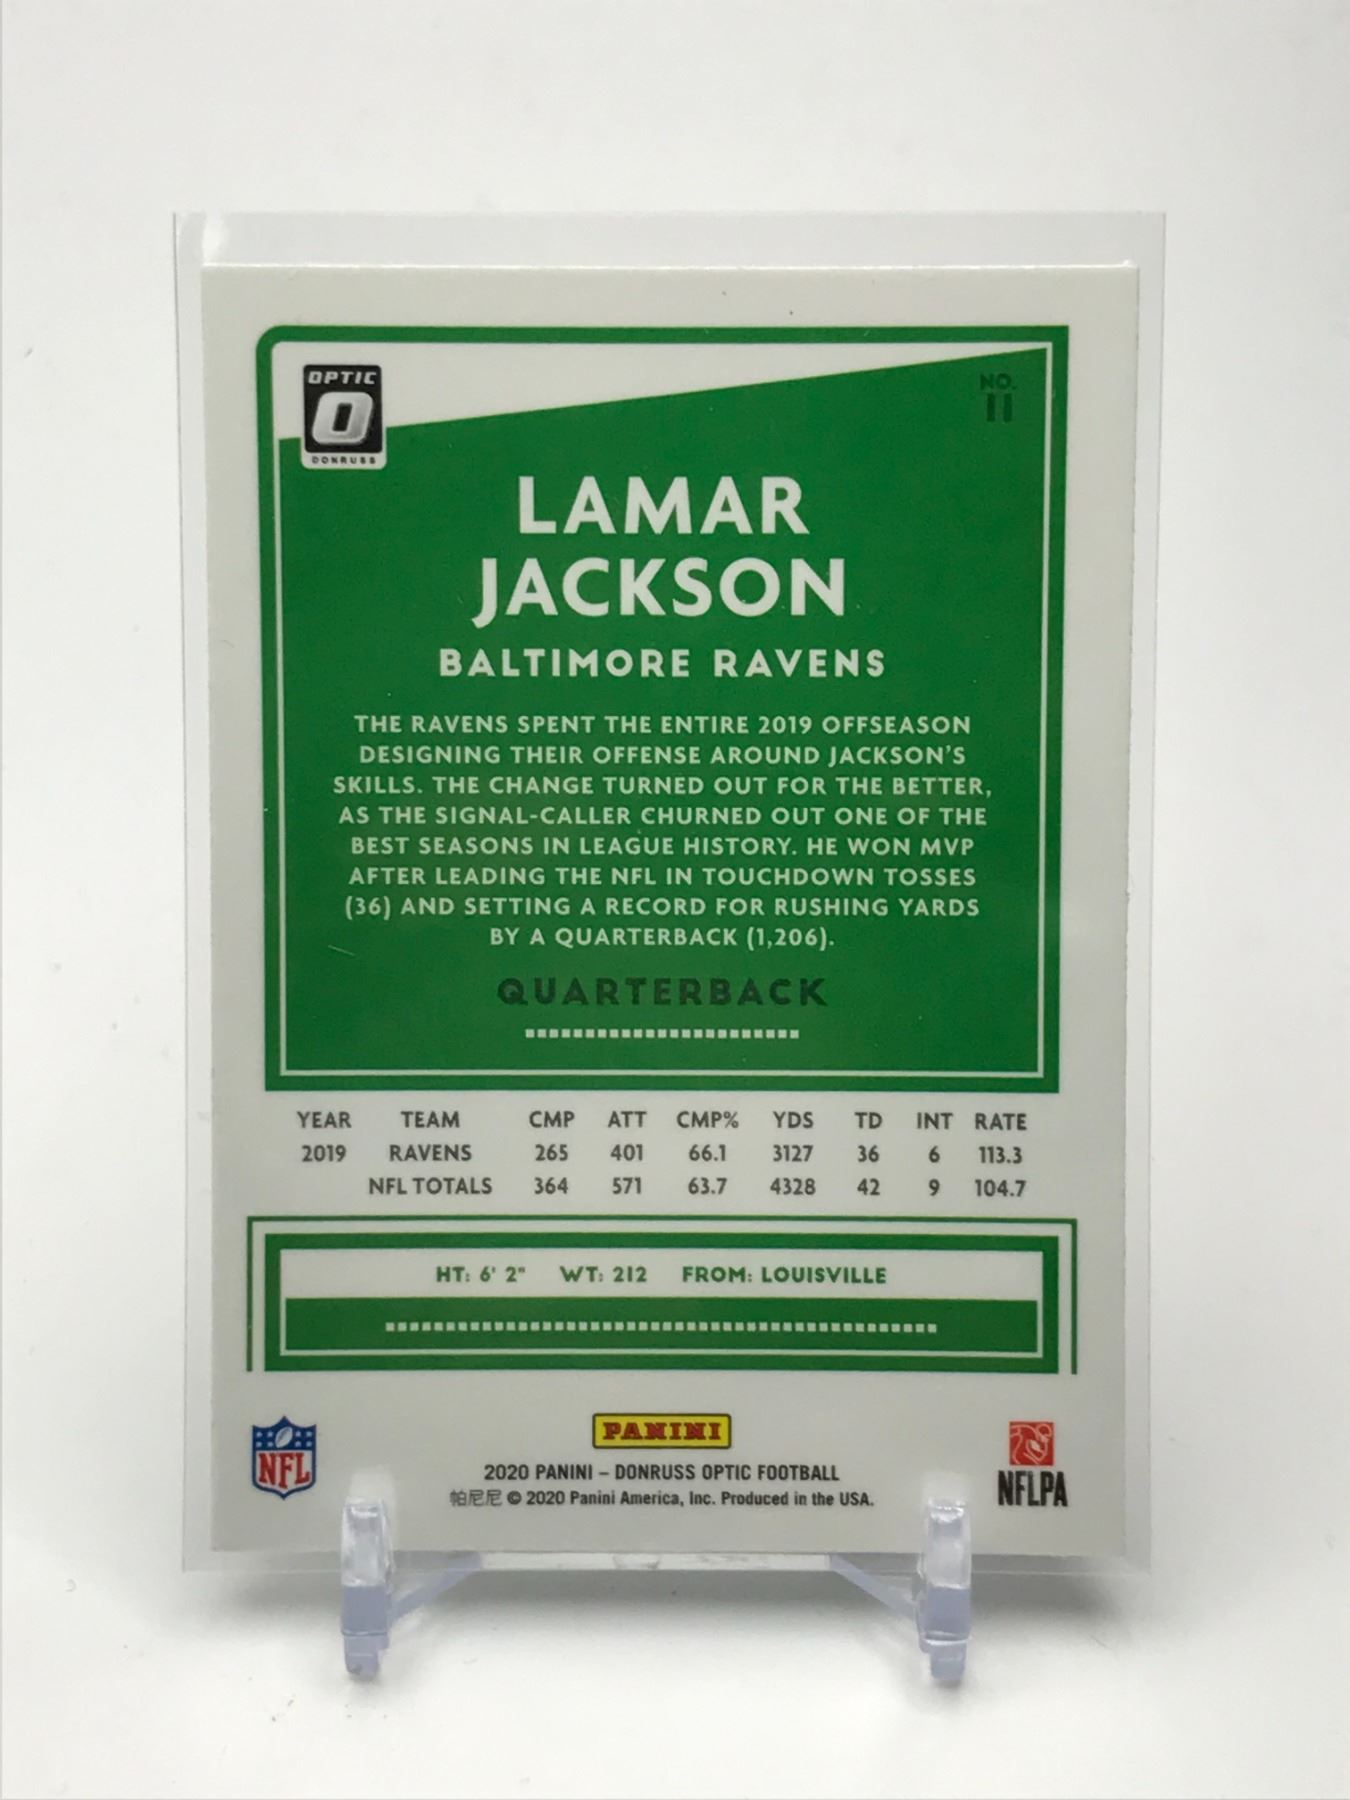 OPTIC
O
DONRUSS
NO.
11
LAMAR
JACKSON
BALTIMORE RAVENS
THE RAVENS SPENT THE ENTIRE 2019 OFFSEASON
DESIGNING THEIR OFFENSE AROUND JACKSON'S
SKILLS. THE CHANGE TURNED OUT FOR THE BETTER,
AS THE SIGNAL-CALLER CHURNED OUT ONE OF THE
BEST SEASONS IN LEAGUE HISTORY. HE WON MVP
AFTER LEADING THE NFL IN TOUCHDOWN TOSSES
(36) AND SETTING A RECORD FOR RUSHING YARDS
BY A QUARTERBACK (1,206).
QUARTERBACK
YEAR TEAM CMP ATT CMP% YDS TD INT RATE
2019 RAVENS 265 401 66.1 3127 36 6 113.3
NFL TOTALS 364 571 63.7 4328 42 9 104.7
HT: 6' 2" WT: 212 FROM: LOUISVILLE
NFL
PANINI
2020 PANINI – DONRUSS OPTIC FOOTBALL
帕尼尼 © 2020 Panini America, Inc. Produced in the USA.
NFLPA